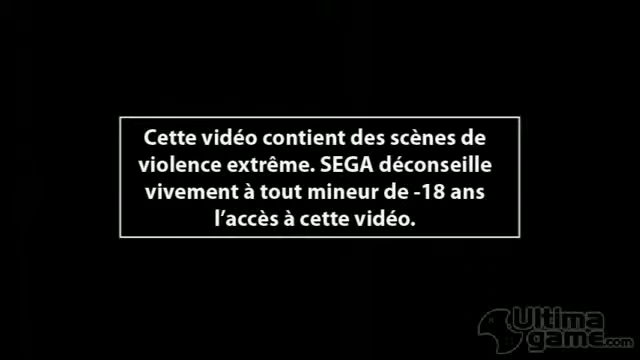 Cette vidéo contient des scènes de
violence extrême. SEGA déconseille
vivement à tout mineur de -18 ans
l’accès à cette vidéo.
Ultima
game.com